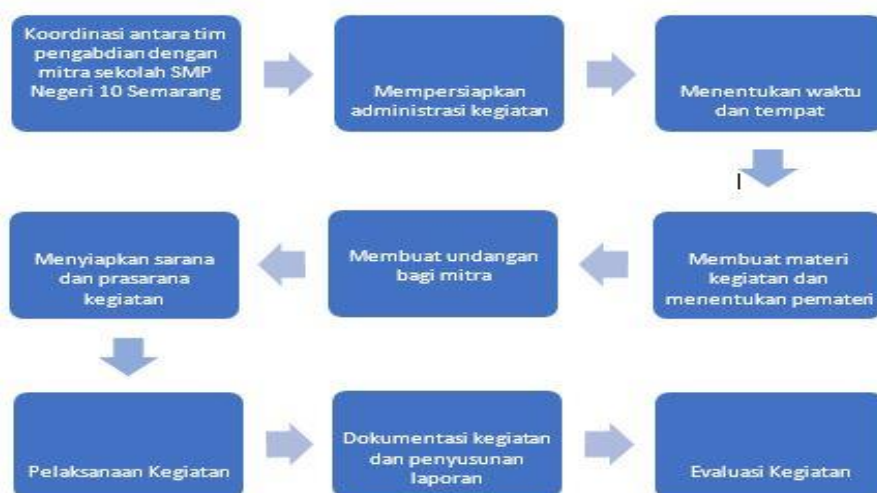 Koordinasi antara tim
pengabdian dengan
mitra sekolah SMP
Negeri 10 Semarang
Mempersiapkan
administrasi kegiatan
Menentukan waktu
dan tempat
Membuat materi
kegiatan dan
menentukan pemateri
Membuat undangan
bagi mitra
Menyiapkan sarana
dan prasarana
kegiatan
Pelaksanaan Kegiatan
Dokumentasi kegiatan
dan penyusunan
laporan
Evaluasi Kegiatan